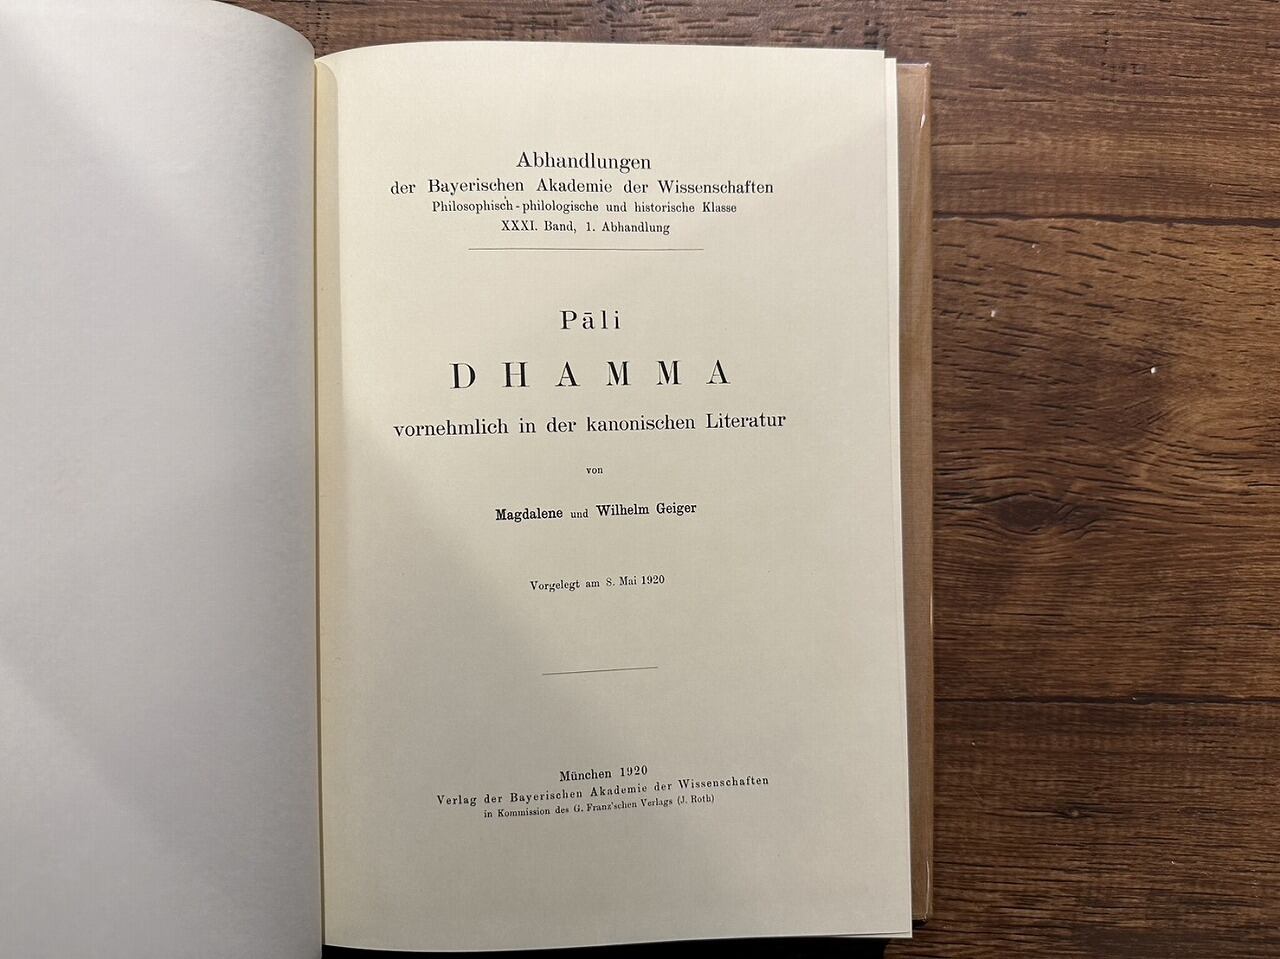 Abhandlungen
der Bayerischen Akademie der Wissenschaften
Philosophisch-philologische und historische Klasse
XXXI. Band, 1. Abhandlung
Pāli
DHAMMA
vornehmlich in der kanonischen Literatur
von
Magdalene und Wilhelm Geiger
Vorgelegt am 8. Mai 1920
München 1920
Verlag der Bayerischen Akademie der Wissenschaften
in Kommission des G. Franz'schen Verlags (J. Roth)